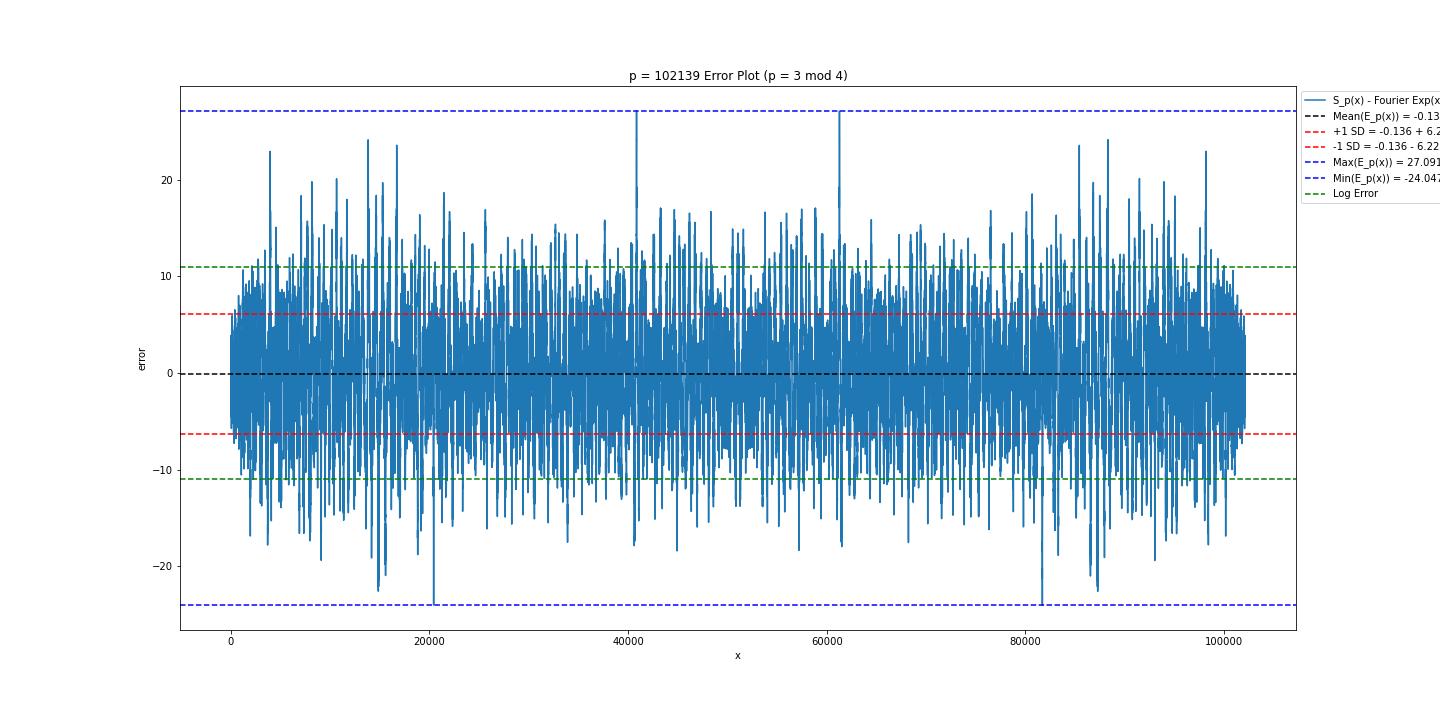 p = 102139 Error Plot (p = 3 mod 4)
S_p(x) - Fourier Exp(x
Mean(E_p(x)) = -0.13
+1 SD = -0.136 + 6.2
-1 SD = -0.136 - 6.22
Max(E_p(x)) = 27.091
Min(E_p(x)) = -24.047
Log Error
error
20
10
0
−10
−20
0 20000 40000 60000 80000 100000
x